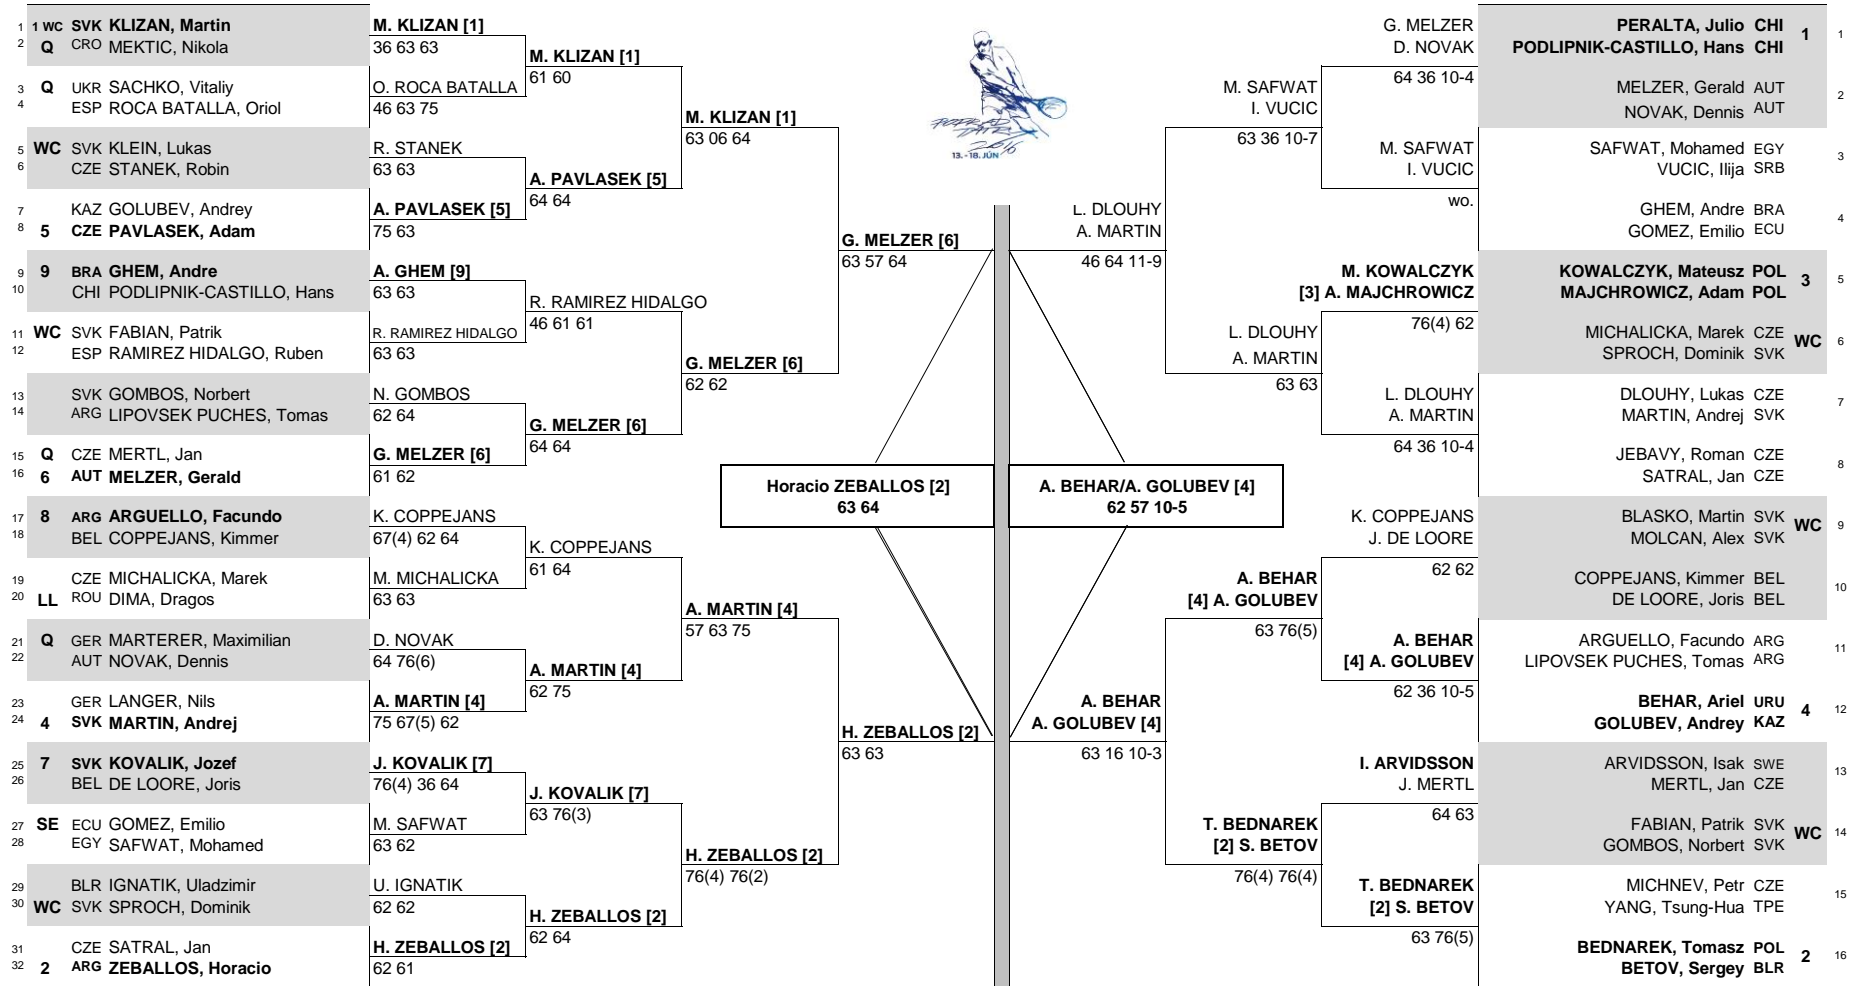 1 1 WC SVK KLIZAN, Martin
2 Q CRO MEKTIC, Nikola
3 Q UKR SACHKO, Vitaliy
4 ESP ROCA BATALLA, Oriol
5 WC SVK KLEIN, Lukas
6 CZE STANEK, Robin
7 KAZ GOLUBEV, Andrey
8 5 CZE PAVLASEK, Adam
9 9 BRA GHEM, Andre
10 CHI PODLIPNIK-CASTILLO, Hans
11 WC SVK FABIAN, Patrik
12 ESP RAMIREZ HIDALGO, Ruben
13 SVK GOMBOS, Norbert
14 ARG LIPOVSEK PUCHES, Tomas
15 Q CZE MERTL, Jan
16 6 AUT MELZER, Gerald
17 8 ARG ARGUELLO, Facundo
18 BEL COPPEJANS, Kimmer
19 CZE MICHALICKA, Marek
20 LL ROU DIMA, Dragos
21 Q GER MARTERER, Maximilian
22 AUT NOVAK, Dennis
23 GER LANGER, Nils
24 4 SVK MARTIN, Andrej
25 7 SVK KOVALIK, Jozef
26 BEL DE LOORE, Joris
27 SE ECU GOMEZ, Emilio
28 EGY SAFWAT, Mohamed
29 BLR IGNATIK, Uladzimir
30 WC SVK SPROCH, Dominik
31 CZE SATRAL, Jan
32 2 ARG ZEBALLOS, Horacio
M. KLIZAN [1]
36 63 63
O. ROCA BATALLA
46 63 75
R. STANEK
63 63
A. PAVLASEK [5]
75 63
A. GHEM [9]
63 63
R. RAMIREZ HIDALGO
63 63
N. GOMBOS
62 64
G. MELZER [6]
61 62
K. COPPEJANS
67(4) 62 64
M. MICHALICKA
63 63
D. NOVAK
64 76(6)
A. MARTIN [4]
75 67(5) 62
J. KOVALIK [7]
76(4) 36 64
M. SAFWAT
63 62
U. IGNATIK
62 62
H. ZEBALLOS [2]
62 61
M. KLIZAN [1]
61 60
A. PAVLASEK [5]
64 64
R. RAMIREZ HIDALGO
46 61 61
G. MELZER [6]
64 64
K. COPPEJANS
61 64
A. MARTIN [4]
62 75
J. KOVALIK [7]
63 76(3)
H. ZEBALLOS [2]
62 64
M. KLIZAN [1]
63 06 64
G. MELZER [6]
62 62
A. MARTIN [4]
57 63 75
H. ZEBALLOS [2]
76(4) 76(2)
G. MELZER [6]
63 57 64
H. ZEBALLOS [2]
63 63
Horacio ZEBALLOS [2]
63 64
POPRAD
TATRY
2016
13. - 18. JÚN
A. BEHAR/A. GOLUBEV [4]
62 57 10-5
L. DLOUHY
A. MARTIN
46 64 11-9
A. BEHAR
A. GOLUBEV [4]
63 16 10-3
M. SAFWAT
I. VUCIC
63 36 10-7
L. DLOUHY
A. MARTIN
63 63
A. BEHAR
[4] A. GOLUBEV
63 76(5)
T. BEDNAREK
[2] S. BETOV
76(4) 76(4)
G. MELZER
D. NOVAK
64 36 10-4
M. SAFWAT
I. VUCIC
wo.
M. KOWALCZYK
[3] A. MAJCHROWICZ
76(4) 62
L. DLOUHY
A. MARTIN
64 36 10-4
K. COPPEJANS
J. DE LOORE
62 62
A. BEHAR
[4] A. GOLUBEV
62 36 10-5
I. ARVIDSSON
J. MERTL
64 63
T. BEDNAREK
[2] S. BETOV
63 76(5)
PERALTA, Julio CHI 1 1
PODLIPNIK-CASTILLO, Hans CHI
MELZER, Gerald AUT 2
NOVAK, Dennis AUT
SAFWAT, Mohamed EGY 3
VUCIC, Ilija SRB
GHEM, Andre BRA 4
GOMEZ, Emilio ECU
KOWALCZYK, Mateusz POL 3 5
MAJCHROWICZ, Adam POL
MICHALICKA, Marek CZE WC 6
SPROCH, Dominik SVK
DLOUHY, Lukas CZE 7
MARTIN, Andrej SVK
JEBAVY, Roman CZE 8
SATRAL, Jan CZE
BLASKO, Martin SVK WC 9
MOLCAN, Alex SVK
COPPEJANS, Kimmer BEL 10
DE LOORE, Joris BEL
ARGUELLO, Facundo ARG 11
LIPOVSEK PUCHES, Tomas ARG
BEHAR, Ariel URU 4 12
GOLUBEV, Andrey KAZ
ARVIDSSON, Isak SWE 13
MERTL, Jan CZE
FABIAN, Patrik SVK WC 14
GOMBOS, Norbert SVK
MICHNEV, Petr CZE 15
YANG, Tsung-Hua TPE
BEDNAREK, Tomasz POL 2 16
BETOV, Sergey BLR